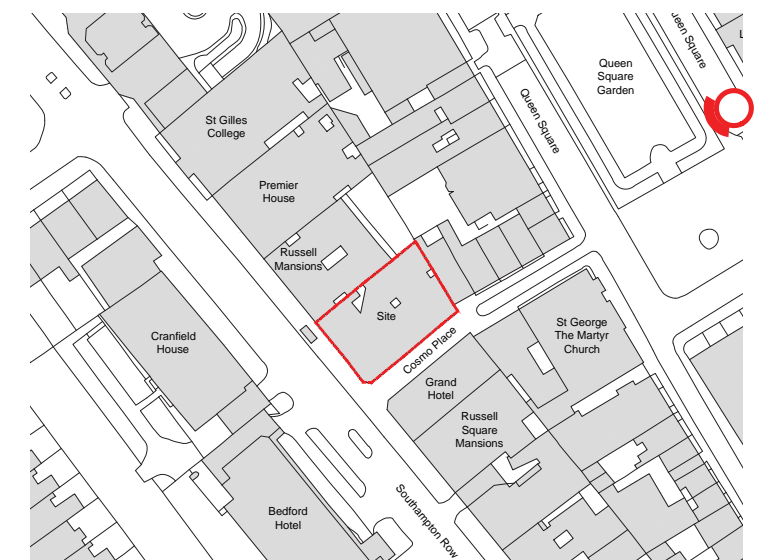 Queen Square
L
Queen
Square
Garden
Queen Square
St Gilles
College
Premier
House
Russell
Mansions
Site
Cranfield
House
Cosmo Place
St George
The Martyr
Church
Grand
Hotel
Russell
Square
Mansions
Southampton Row
Bedford
Hotel